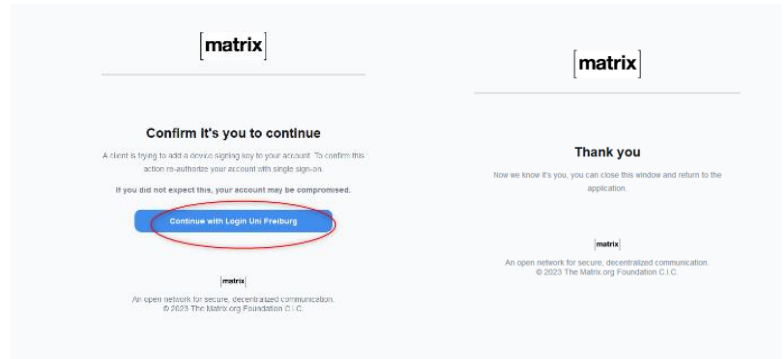 [matrix]
Confirm it's you to continue
A client is trying to add a device signing key to your account. To confirm this
action re-authorize your account with single sign-on.
If you did not expect this, your account may be compromised.
Continue with Login Uni Freiburg
[matrix]
An open network for secure, decentralized communication.
© 2023 The Matrix.org Foundation C.I.C.
[matrix]
Thank you
Now we know it's you, you can close this window and return to the
application.
[matrix]
An open network for secure, decentralized communication.
© 2023 The Matrix.org Foundation C.I.C.